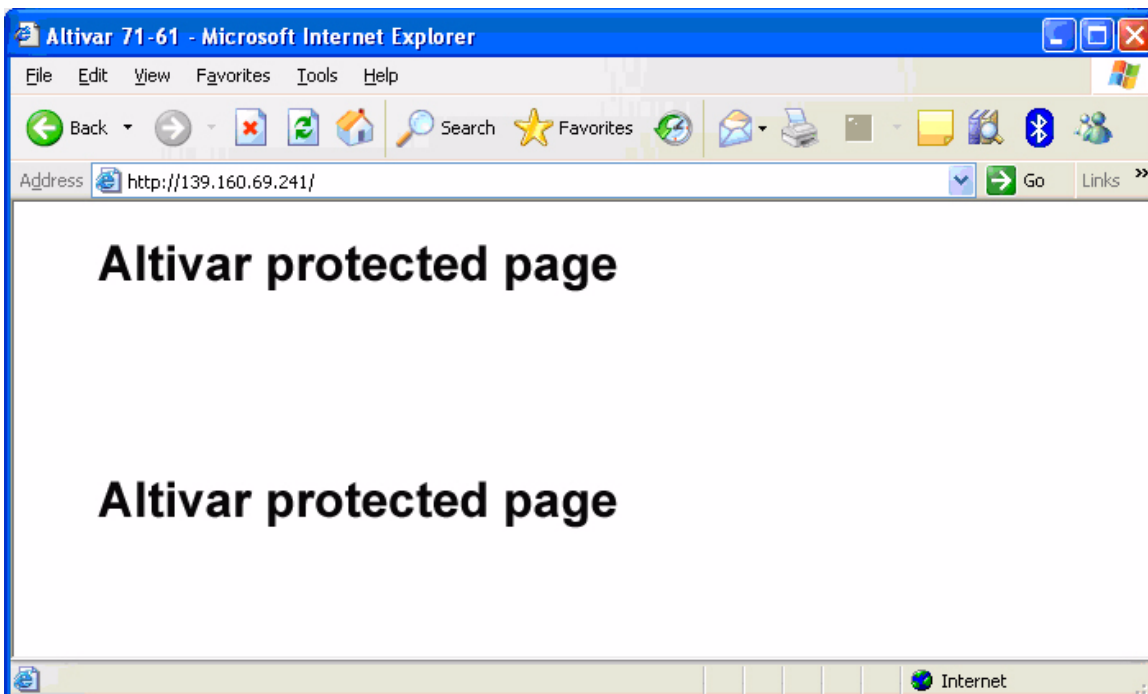 Altivar 71-61 - Microsoft Internet Explorer
File Edit View Favorites Tools Help
Back Search Favorites
Address http://139.160.69.241/ Go Links »
Altivar protected page
Altivar protected page
Internet